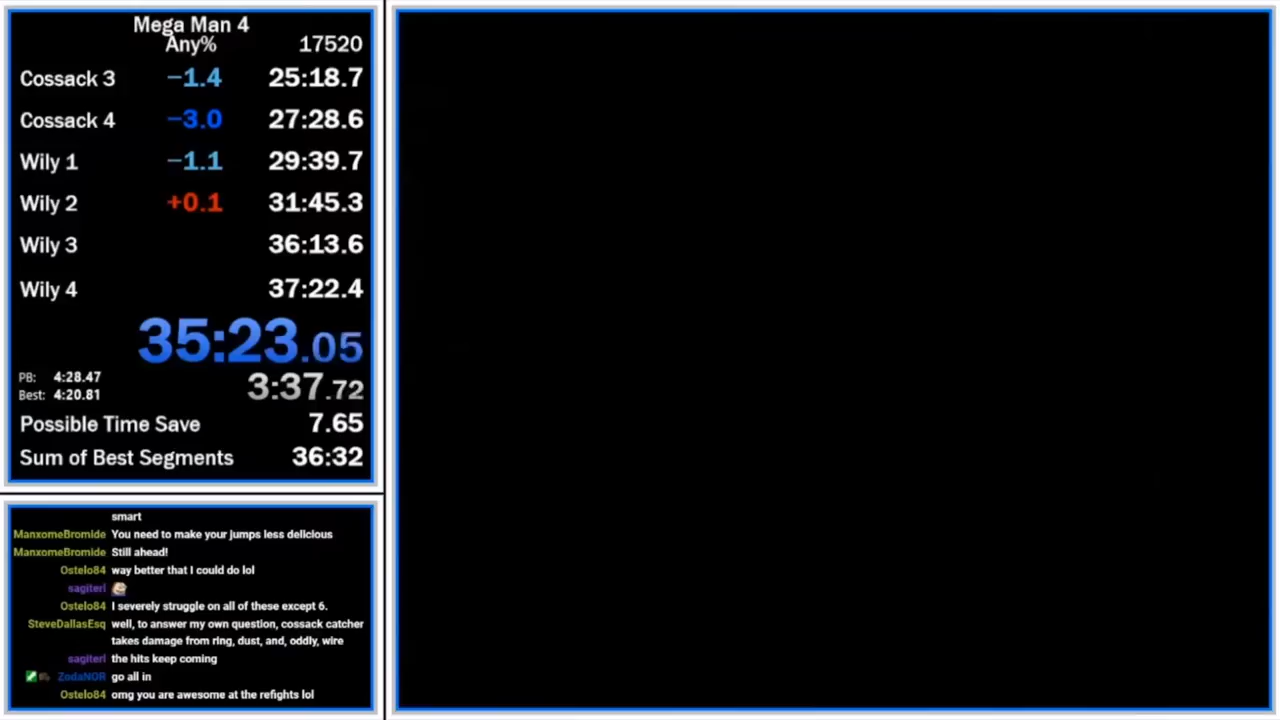 Mega Man 4
Any% 17520
Cossack 3 −1.4 25:18.7
Cossack 4 −3.0 27:28.6
Wily 1 −1.1 29:39.7
Wily 2 +0.1 31:45.3
Wily 3 36:13.6
Wily 4 37:22.4
35:23.05
PB: 4:28.47
Best: 4:20.81
3:37.72
Possible Time Save 7.65
Sum of Best Segments 36:32
smart
ManxomeBromide You need to make your jumps less delicious
ManxomeBromide Still ahead!
Ostelo84 way better that I could do lol
sagiteri
Ostelo84 I severely struggle on all of these except 6.
SteveDallasEsq well, to answer my own question, cossack catcher
takes damage from ring, dust, and, oddly, wire
sagiteri the hits keep coming
ZodaNOR go all in
Ostelo84 omg you are awesome at the refights lol